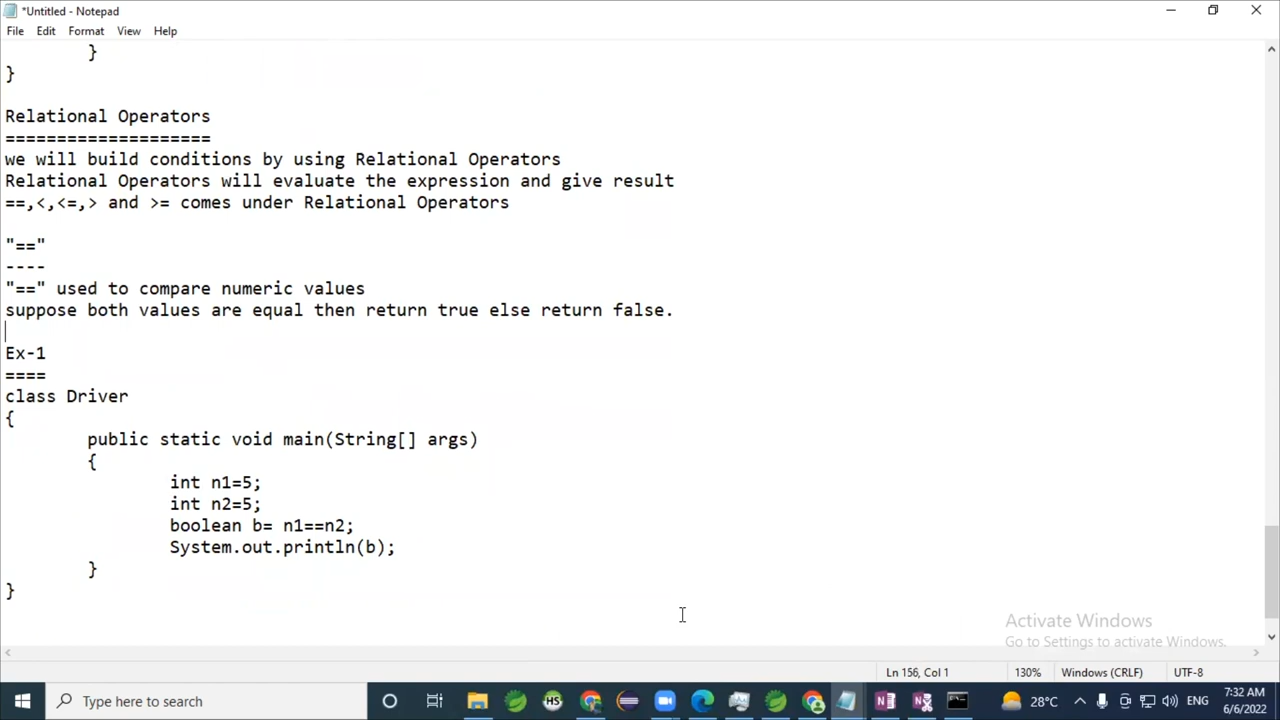 *Untitled - Notepad
File Edit Format View Help
}
}
Relational Operators
====================
we will build conditions by using Relational Operators
Relational Operators will evaluate the expression and give result
==,<,<=,> and >= comes under Relational Operators
"=="
----
"==" used to compare numeric values
suppose both values are equal then return true else return false.
Ex-1
====
class Driver
{
public static void main(String[] args)
{
int n1=5;
int n2=5;
boolean b= n1==n2;
System.out.println(b);
}
}
Activate Windows
Go to Settings to activate Windows.
Ln 156, Col 1 130% Windows (CRLF) UTF-8
Type here to search
HS
28°C
ENG
7:32 AM
6/6/2022